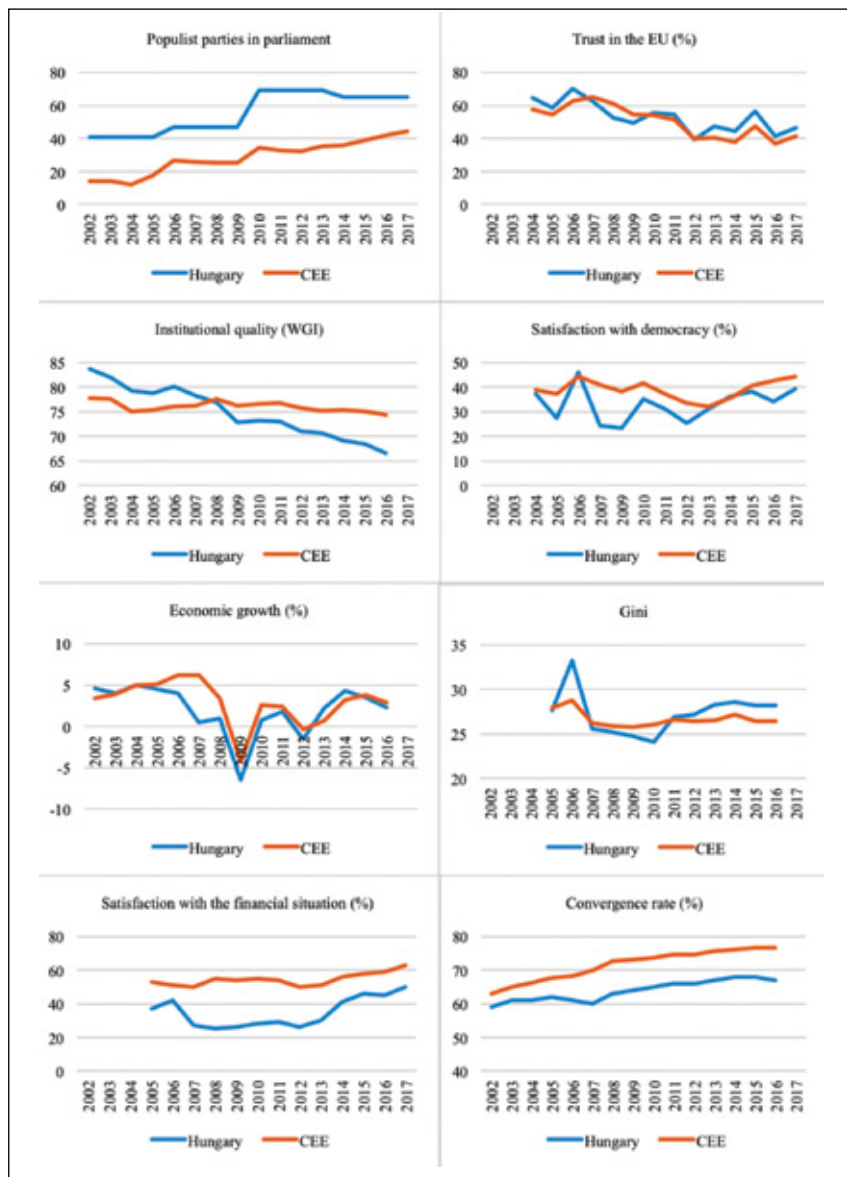 Populist parties in parliament
80
60
40
20
0
2002 2003 2004 2005 2006 2007 2008 2009 2010 2011 2012 2013 2014 2015 2016 2017
Hungary CEE
Trust in the EU (%)
80
60
40
20
0
2002 2003 2004 2005 2006 2007 2008 2009 2010 2011 2012 2013 2014 2015 2016 2017
Hungary CEE
Institutional quality (WGI)
85
80
75
70
65
60
2002 2003 2004 2005 2006 2007 2008 2009 2010 2011 2012 2013 2014 2015 2016 2017
Hungary CEE
Satisfaction with democracy (%)
50
40
30
20
10
0
2002 2003 2004 2005 2006 2007 2009 2010 2011 2012 2013 2014 2015 2016 2017
Hungary CEE
Economic growth (%)
10
5
0
-5
-10
2002 2003 2004 2005 2006 2007 2008 2009 2010 2011 2012 2013 2014 2015 2016 2017
Hungary CEE
Gini
35
30
25
20
2002 2003 2004 2005 2006 2007 2008 2009 2010 2011 2012 2013 2014 2015 2016 2017
Hungary CEE
Satisfaction with the financial situation (%)
80
60
40
20
0
2002 2003 2004 2005 2006 2007 2008 2009 2010 2011 2012 2013 2014 2015 2016 2017
Hungary CEE
Convergence rate (%)
80
70
60
50
40
2002 2003 2004 2005 2006 2007 2008 2009 2010 2011 2012 2013 2014 2015 2016 2017
Hungary CEE